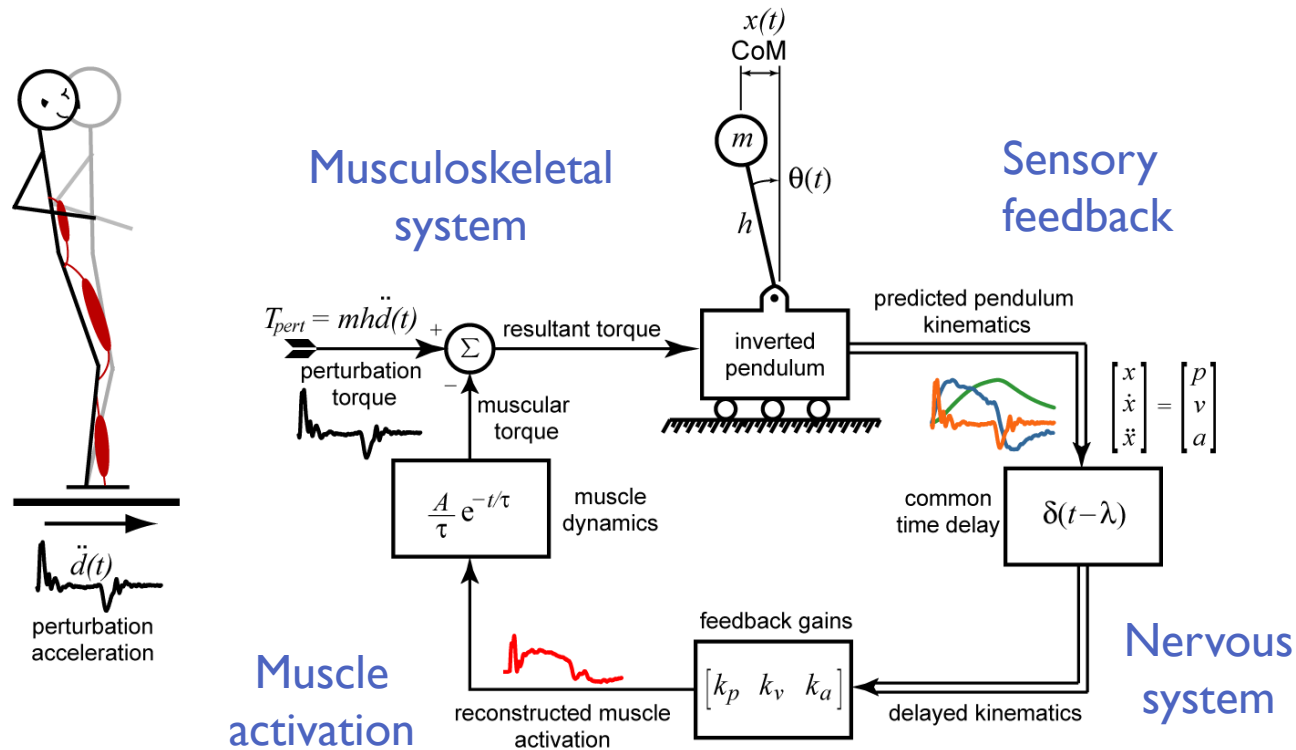 x(t)
CoM
m
θ(t)
h
Musculoskeletal
system
Sensory
feedback
T_pert = mhd̈(t)
+
Σ
−
resultant torque
perturbation
torque
muscular
torque
inverted
pendulum
predicted pendulum
kinematics
[x ẋ ẍ] = [p v a]
A/τ e^{−t/τ}
muscle
dynamics
common
time delay
δ(t−λ)
d̈(t)
perturbation
acceleration
feedback gains
[k_p k_v k_a]
Muscle
activation
reconstructed muscle
activation
delayed kinematics
Nervous
system